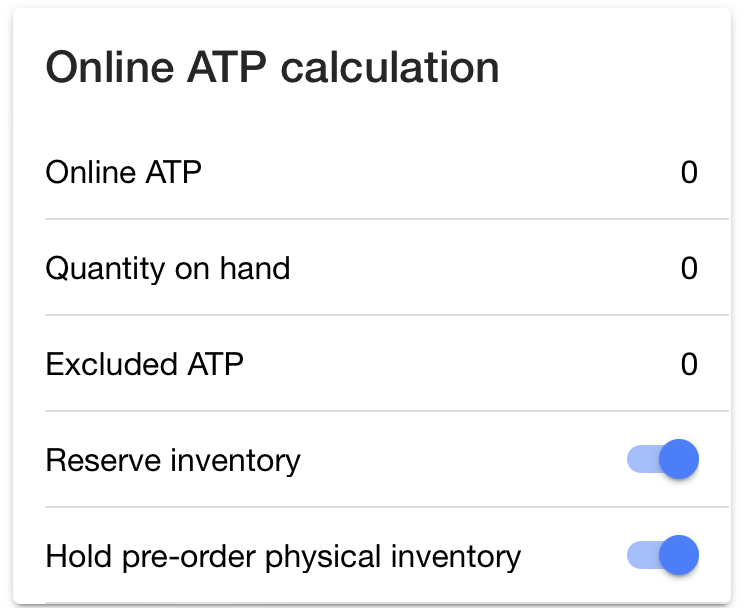 Online ATP calculation
Online ATP 0
Quantity on hand 0
Excluded ATP 0
Reserve inventory
Hold pre-order physical inventory